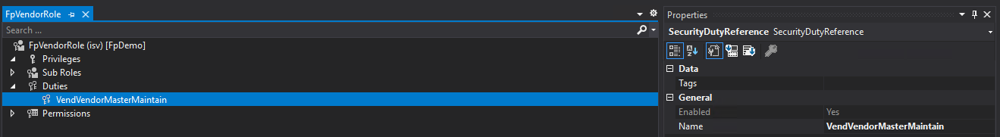 FpVendorRole
Search ...
FpVendorRole (isv) [FpDemo]
Privileges
Sub Roles
Duties
VendVendorMasterMaintain
Permissions
Properties
SecurityDutyReference SecurityDutyReference
Data
Tags
General
Enabled Yes
Name VendVendorMasterMaintain